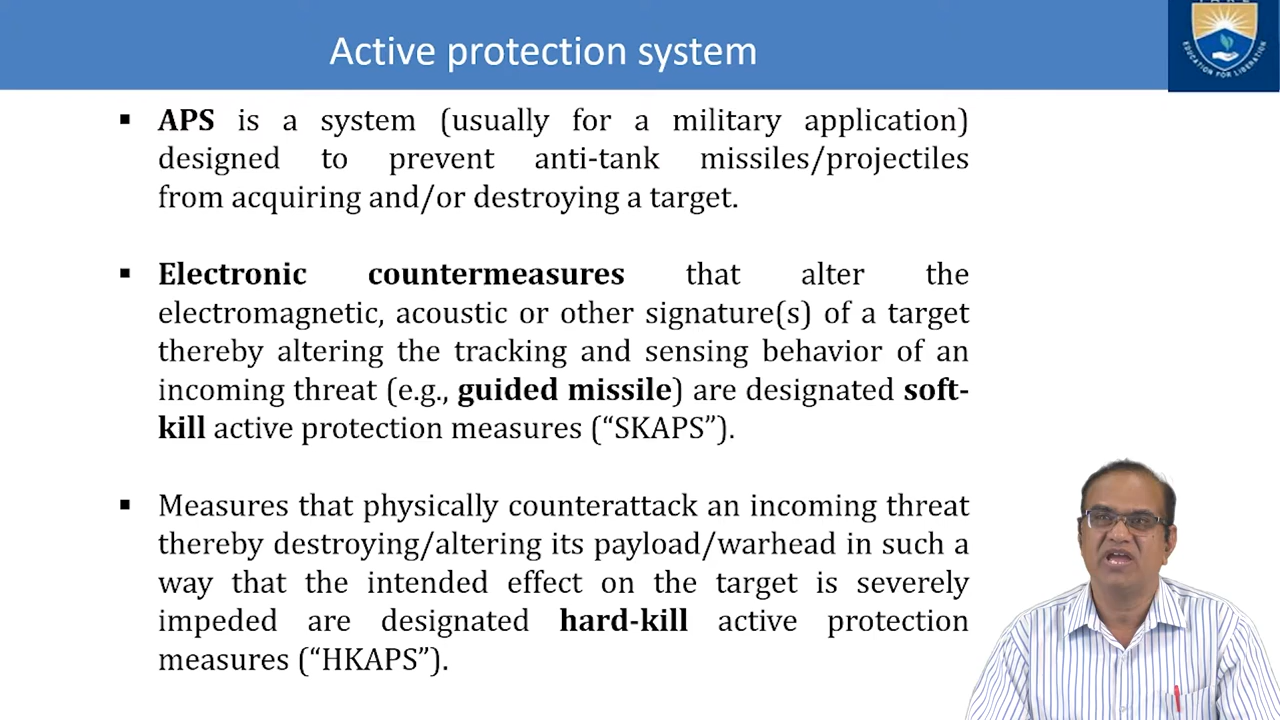 Active protection system
EDUCATION FOR LIBERATION
▪ APS is a system (usually for a military application)
designed to prevent anti-tank missiles/projectiles
from acquiring and/or destroying a target.
▪ Electronic countermeasures that alter the
electromagnetic, acoustic or other signature(s) of a target
thereby altering the tracking and sensing behavior of an
incoming threat (e.g., guided missile) are designated soft-
kill active protection measures (“SKAPS”).
▪ Measures that physically counterattack an incoming threat
thereby destroying/altering its payload/warhead in such a
way that the intended effect on the target is severely
impeded are designated hard-kill active protection
measures (“HKAPS”).